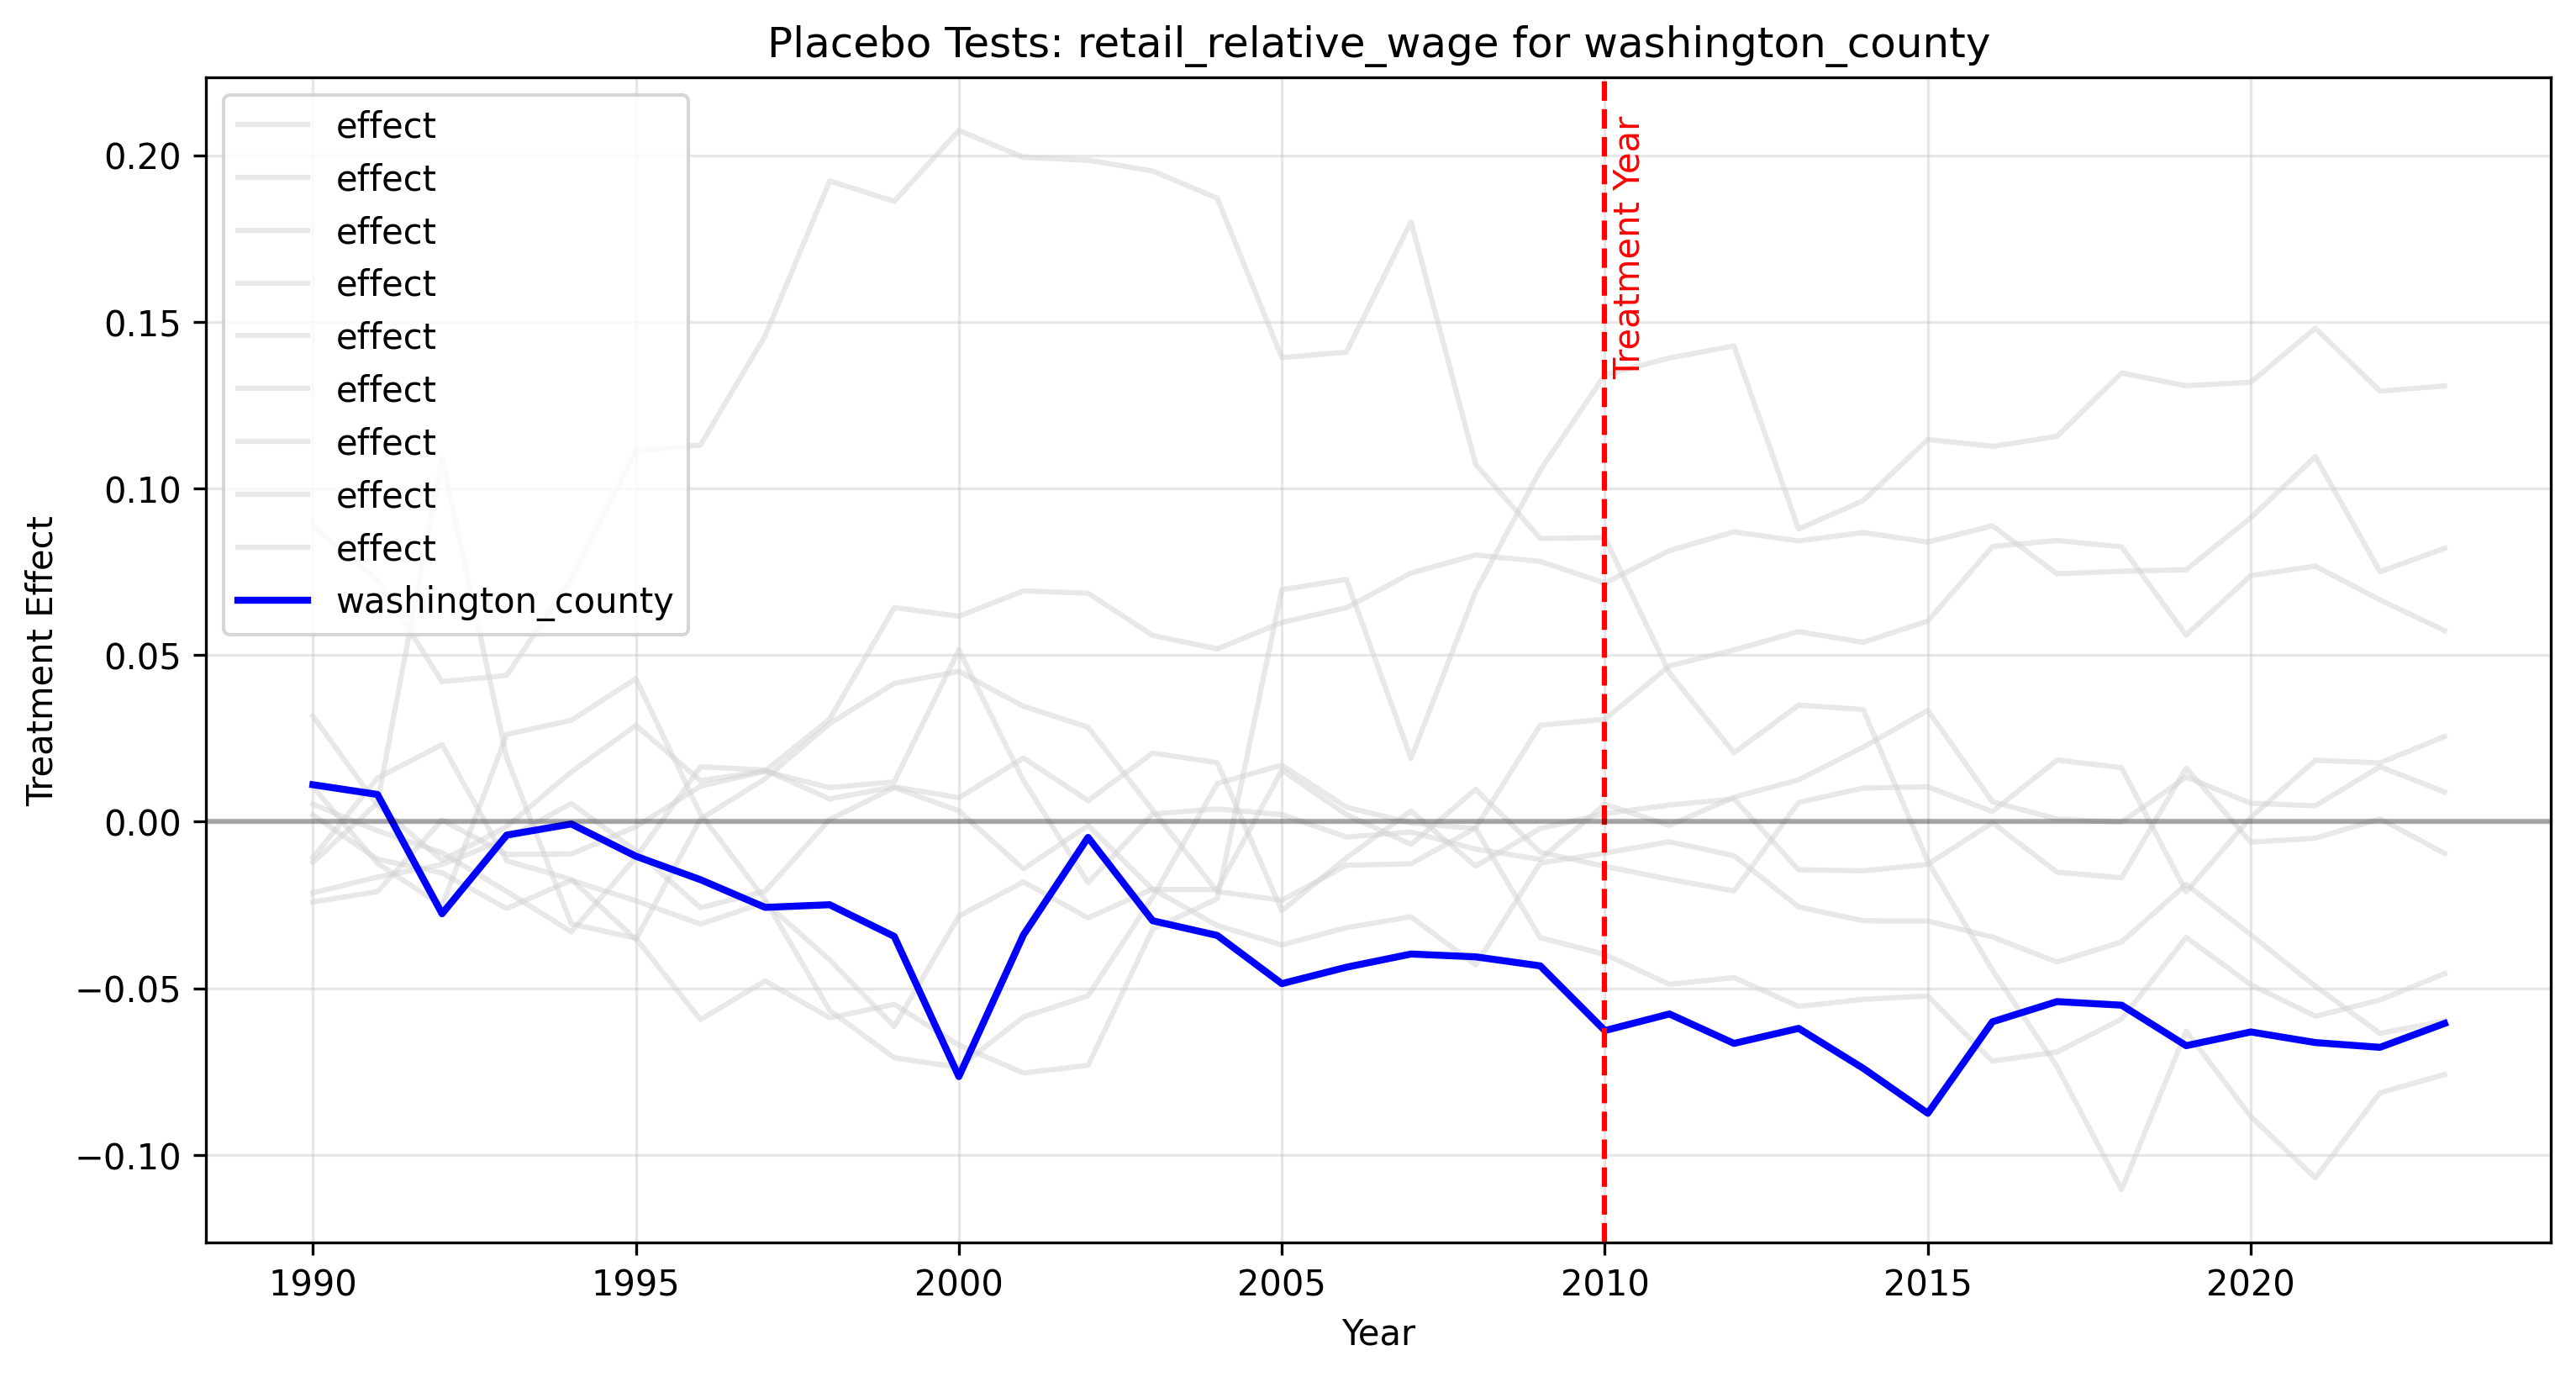 Placebo Tests: retail_relative_wage for washington_county
effect
effect
effect
effect
effect
effect
effect
effect
effect
washington_county
Treatment Year
Treatment Effect
0.20
0.15
0.10
0.05
0.00
−0.05
−0.10
1990
1995
2000
2005
2010
2015
2020
Year